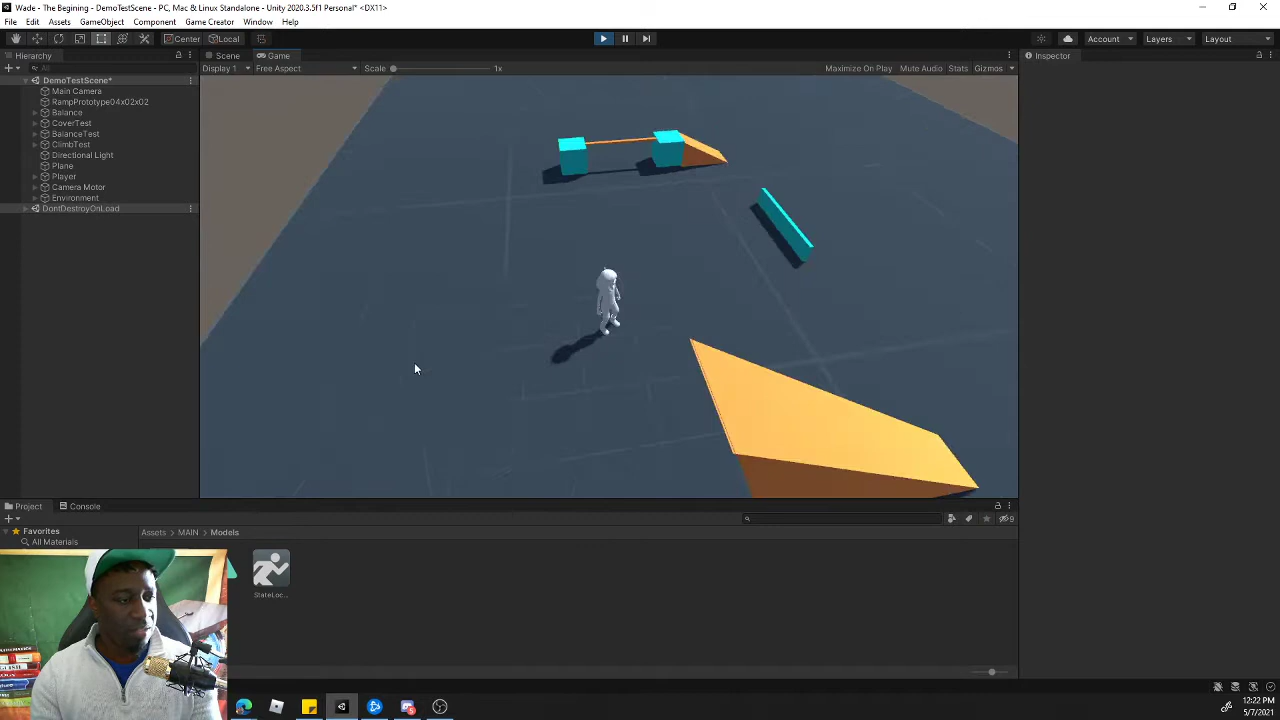 Wade - The Begining - DemoTestScene - PC, Mac & Linux Standalone - Unity 2020.3.5f1 Personal* <DX11>
File Edit Assets GameObject Component Game Creator Window Help
Center Local Account Layers Layout
Hierarchy Scene Game Inspector
All Display 1 Free Aspect Scale 1x Maximize On Play Mute Audio Stats Gizmos
DemoTestScene*
Main Camera
RampPrototype04x02x02
Balance
CoverTest
BalanceTest
ClimbTest
Directional Light
Plane
Player
Camera Motor
Environment
DontDestroyOnLoad
Project Console
9
Favorites Assets MAIN Models
All Materials
StateLoc...
12:22 PM
5/7/2021